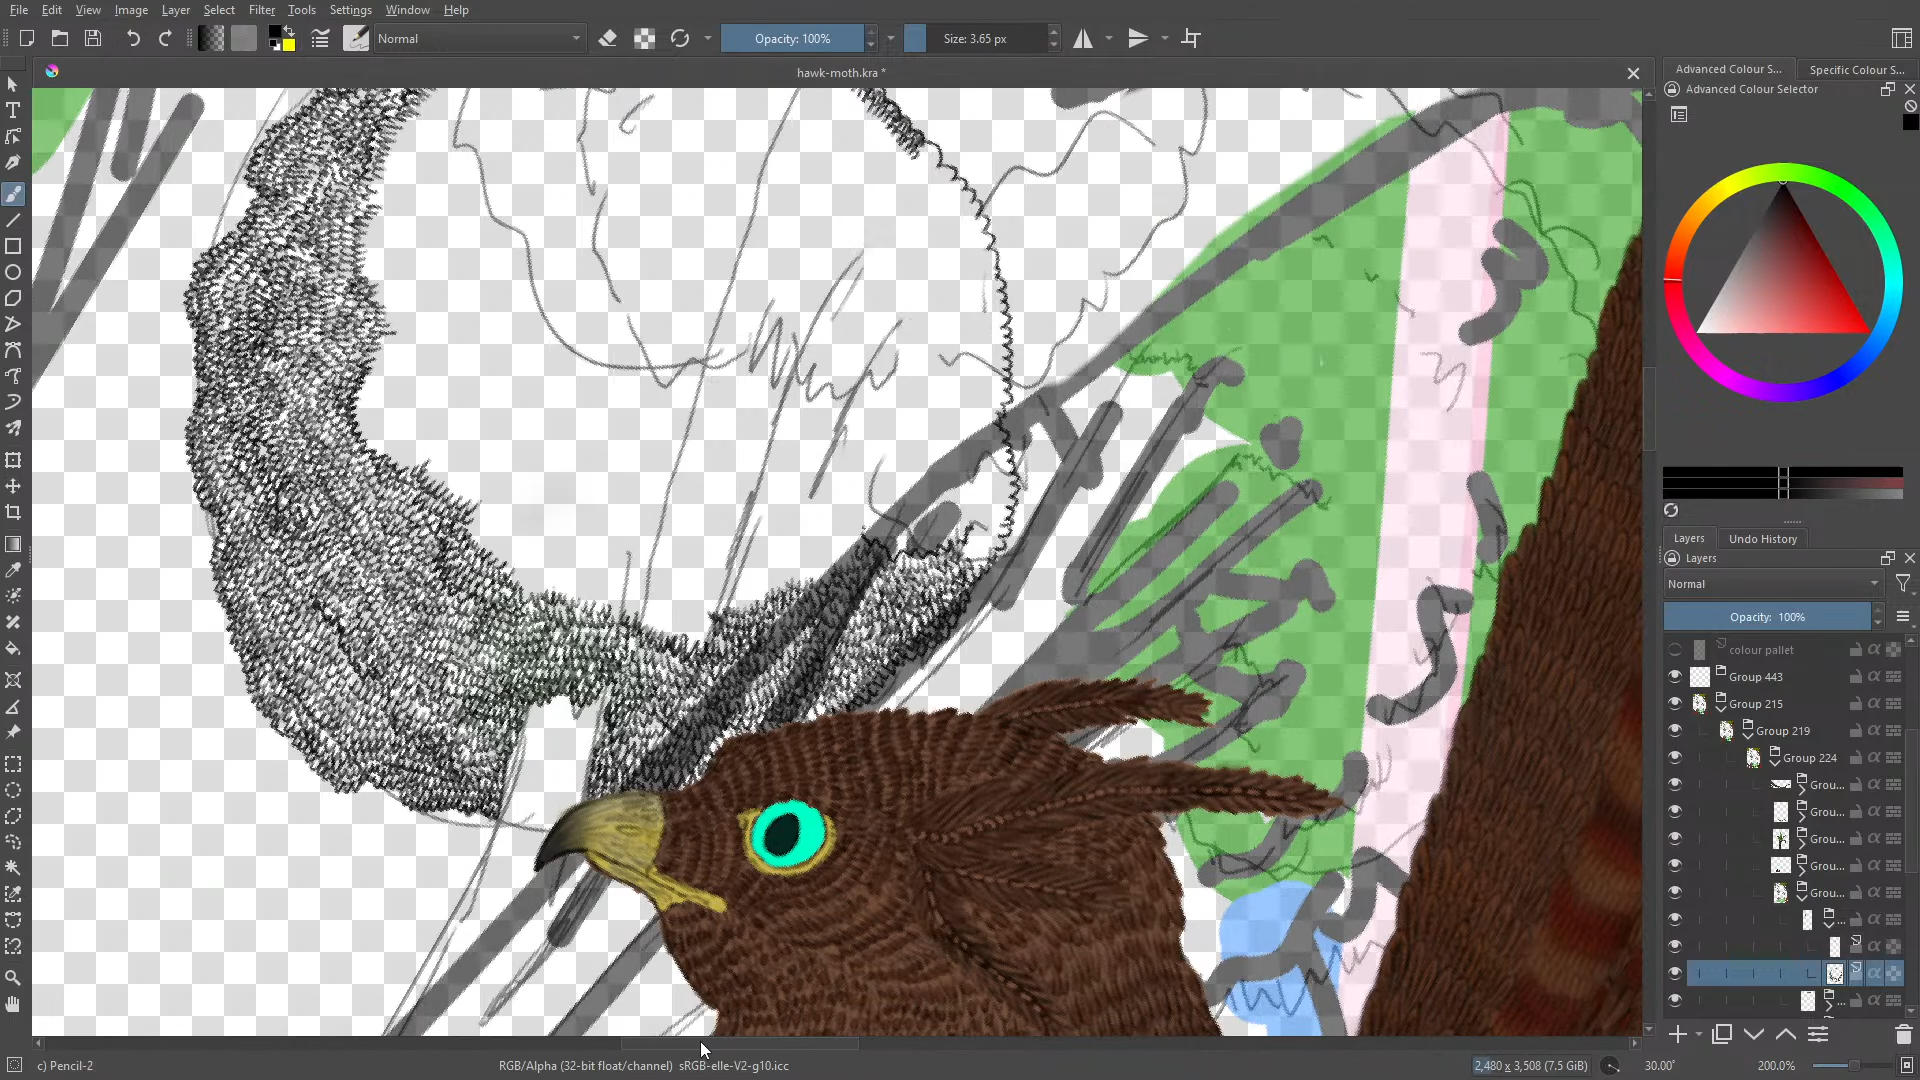 File Edit View Image Layer Select Filter Tools Settings Window Help
Normal Opacity: 100% Size: 3.65 px
hawk-moth.kra *
Advanced Colour S... Specific Colour S...
Advanced Colour Selector
Layers Undo History
Layers
Normal
Opacity: 100%
colour pallet
Group 443
Group 215
Group 219
Group 224
Grou...
Grou...
Grou...
Grou...
Grou...
...
...
c) Pencil-2 RGB/Alpha (32-bit float/channel) sRGB-elle-V2-g10.icc 2,480 x 3,508 (7.5 GiB) 30.00° 200.0%